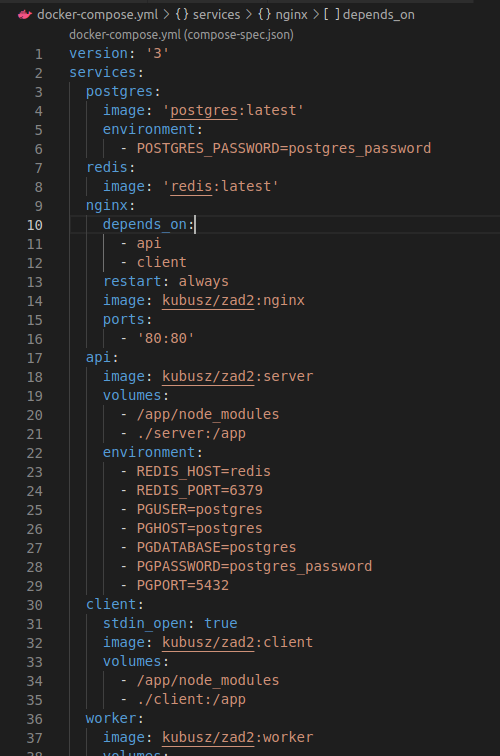 docker-compose.yml > {} services > {} nginx > [ ] depends_on
docker-compose.yml (compose-spec.json)
1 version: '3'
2 services:
3   postgres:
4     image: 'postgres:latest'
5     environment:
6       - POSTGRES_PASSWORD=postgres_password
7   redis:
8     image: 'redis:latest'
9   nginx:
10     depends_on:
11       - api
12       - client
13     restart: always
14     image: kubusz/zad2:nginx
15     ports:
16       - '80:80'
17   api:
18     image: kubusz/zad2:server
19     volumes:
20       - /app/node_modules
21       - ./server:/app
22     environment:
23       - REDIS_HOST=redis
24       - REDIS_PORT=6379
25       - PGUSER=postgres
26       - PGHOST=postgres
27       - PGDATABASE=postgres
28       - PGPASSWORD=postgres_password
29       - PGPORT=5432
30   client:
31     stdin_open: true
32     image: kubusz/zad2:client
33     volumes:
34       - /app/node_modules
35       - ./client:/app
36   worker:
37     image: kubusz/zad2:worker
38     volumes: